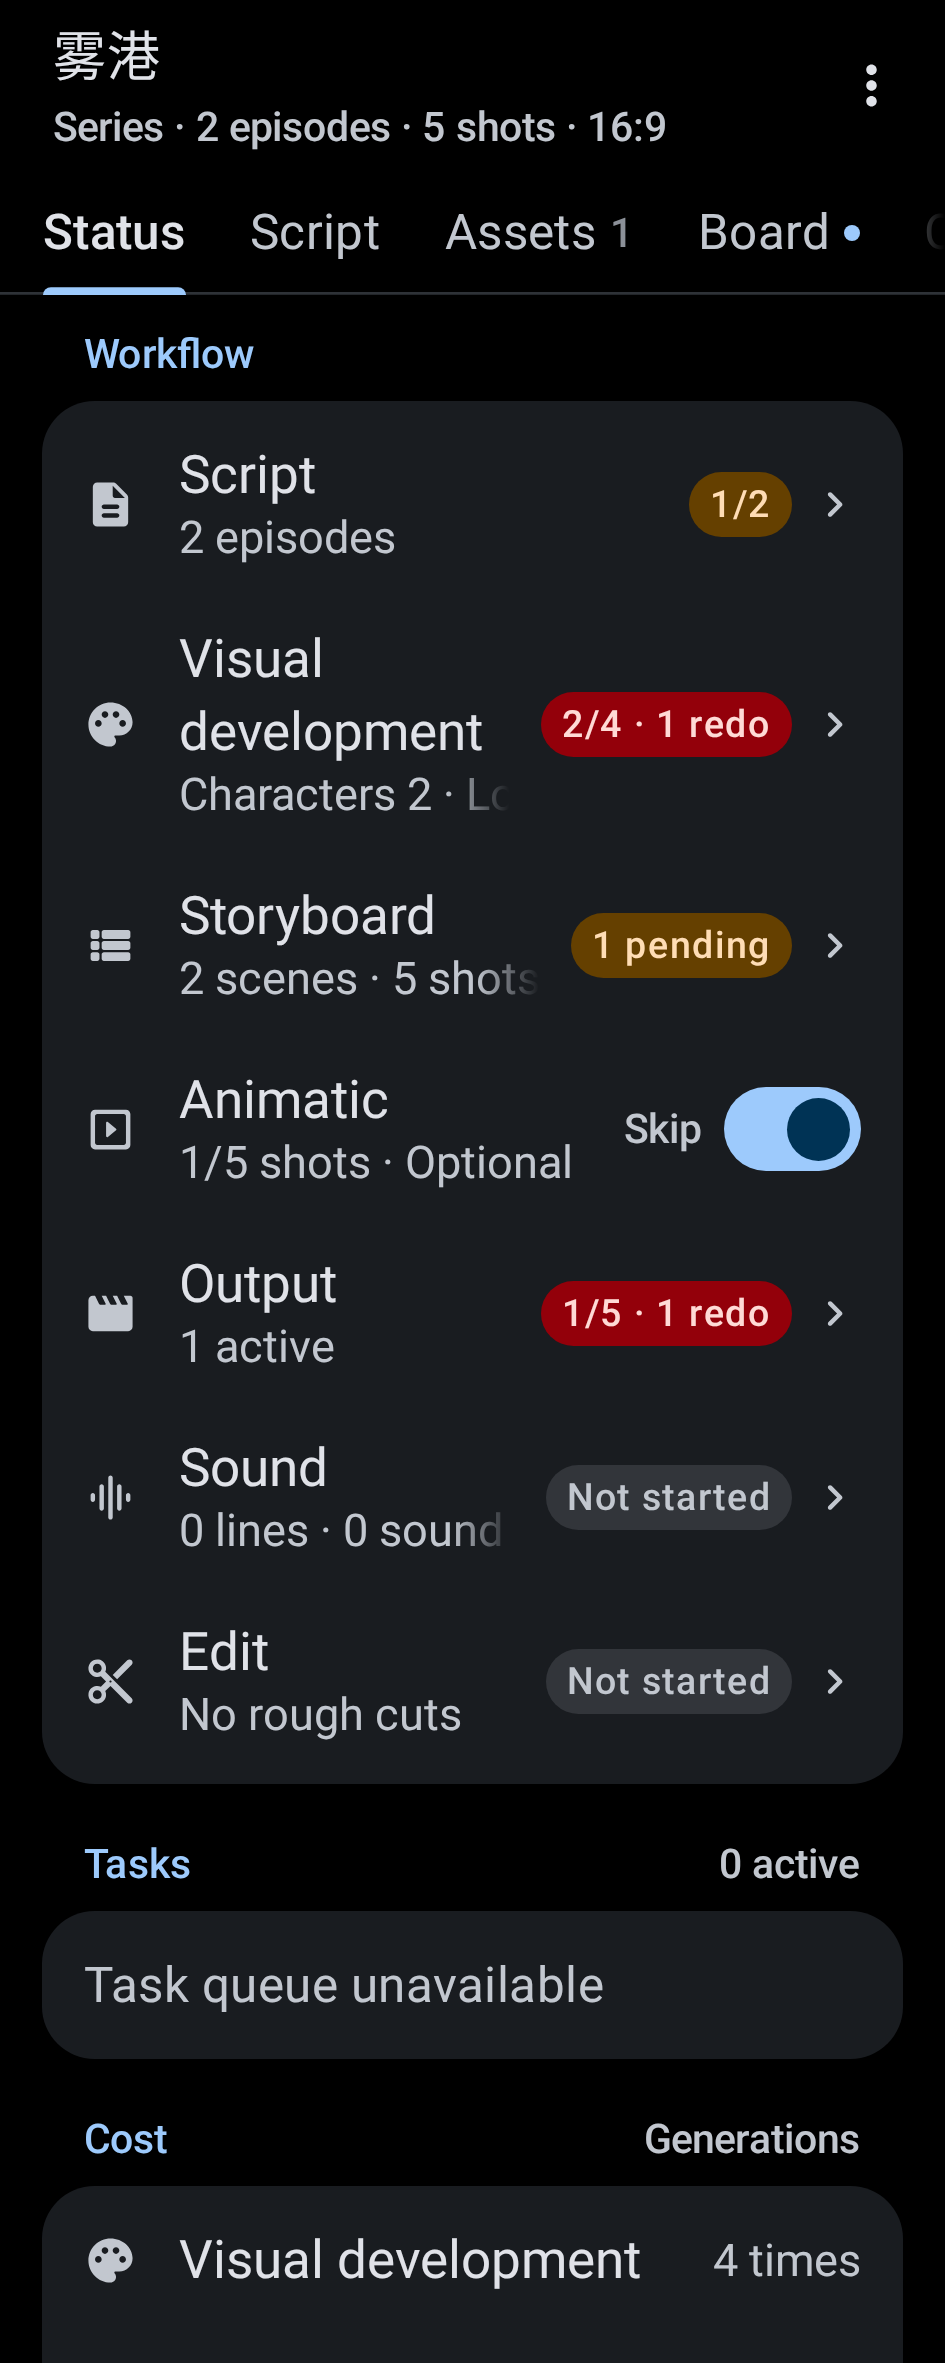 雾港
Series · 2 episodes · 5 shots · 16:9
Status Script Assets 1 Board
Workflow
Script
2 episodes
1/2
Visual
development
Characters 2 ·
2/4 · 1 redo
Storyboard
2 scenes · 5 shots
1 pending
Animatic
1/5 shots · Optional
Skip
Output
1 active
1/5 · 1 redo
Sound
0 lines · 0 sound
Not started
Edit
No rough cuts
Not started
Tasks
0 active
Task queue unavailable
Cost
Generations
Visual development
4 times